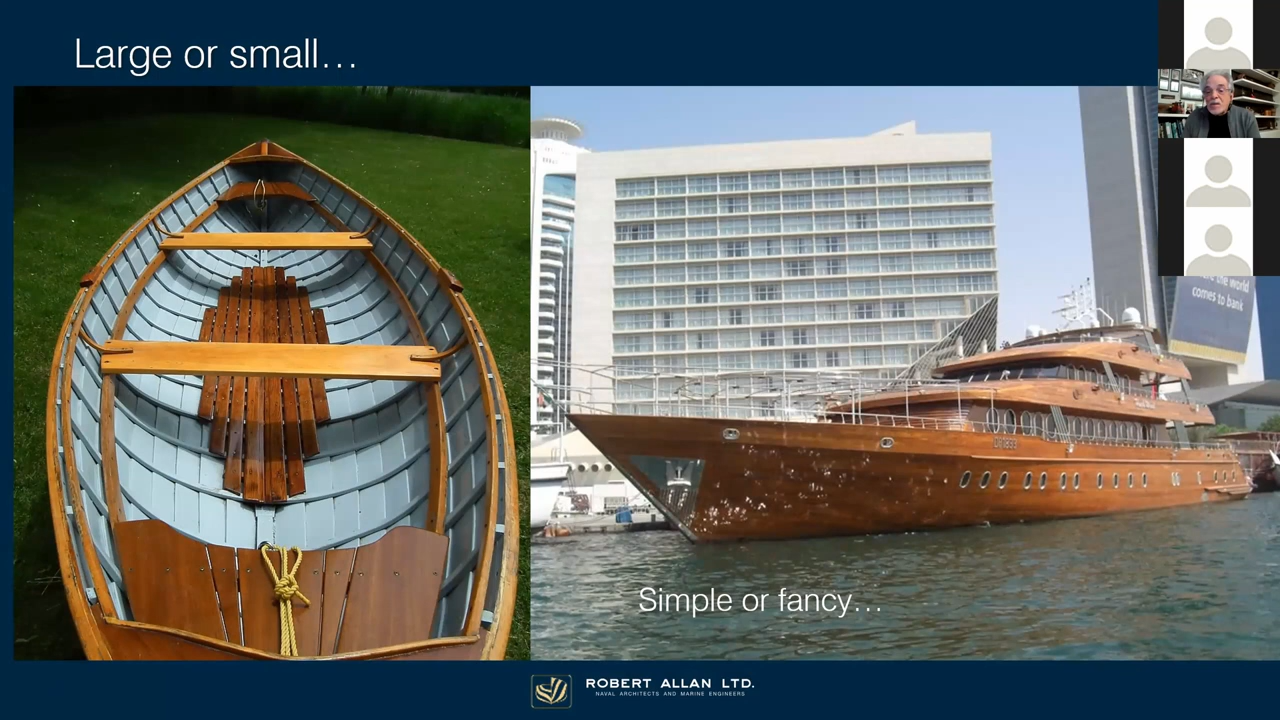 Large or small…
the world
comes to bank
Simple or fancy…
ROBERT ALLAN LTD.
NAVAL ARCHITECTS AND MARINE ENGINEERS